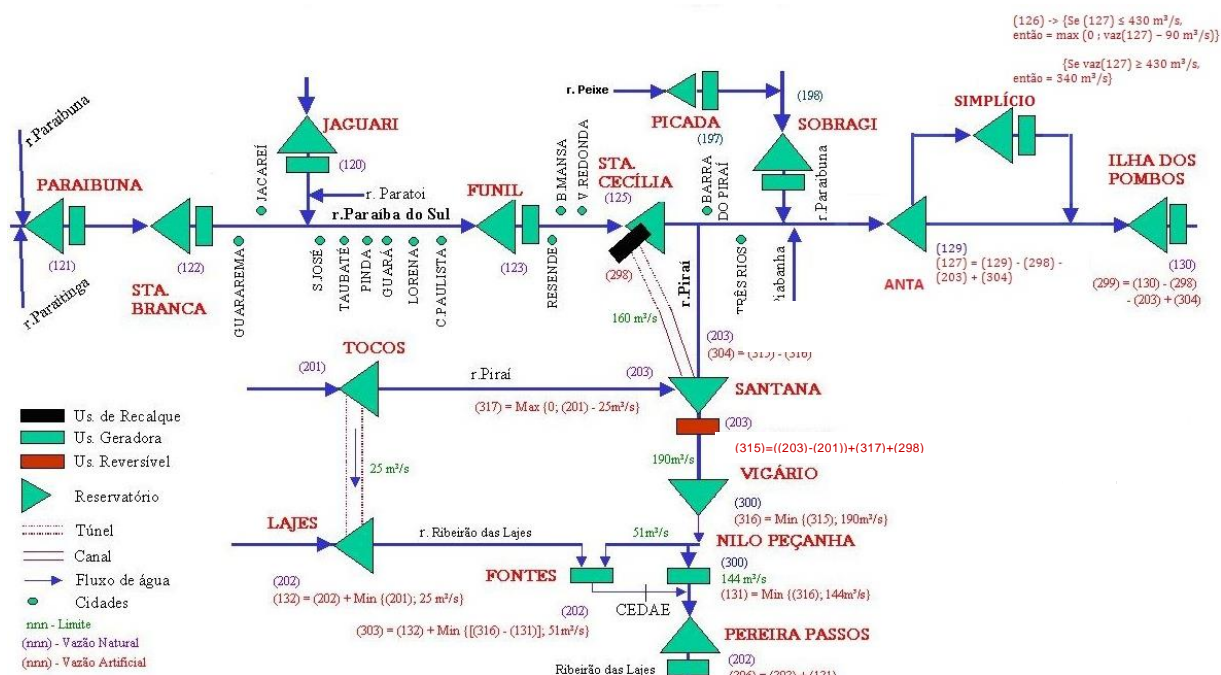 (126) -> {Se (127) ≤ 430 m³/s,
então = max (0 ; vaz(127) – 90 m³/s)}
{Se vaz(127) ≥ 430 m³/s,
então = 340 m³/s}
r.Paraibuna
r.Paraitinga
PARAIBUNA
(121)
STA.
BRANCA
(122)
JACAREÍ
GUARAREMA
JAGUARI
(120)
r. Paratoi
r.Paraíba do Sul
S.JOSÉ
TAUBATÉ
PINDA
GUARÁ
LORENA
C.PAULISTA
FUNIL
(123)
B.MANSA
V.REDONDA
RESENDE
STA.
CECÍLIA
(125)
(298)
160 m³/s
r. Peixe
PICADA
(197)
BARRA
DO PIRAÍ
TRÊS RIOS
r.Piraí
(198)
SOBRAGI
r.Paraibuna
iabanha
SIMPLÍCIO
ANTA
(129)
(127) = (129) - (298) -
(203) + (304)
ILHA DOS
POMBOS
(130)
(299) = (130) - (298)
- (203) + (304)
(203)
(304) = (315) - (316)
TOCOS
(201)
r.Piraí
(203)
(317) = Max {0; (201) - 25m³/s}
SANTANA
(203)
(315)=((203)-(201))+(317)+(298)
190m³/s
VIGÁRIO
(300)
(316) = Min {(315); 190m³/s}
25 m³/s
LAJES
(202)
(132) = (202) + Min {(201); 25 m³/s}
r. Ribeirão das Lajes
51m³/s
NILO PEÇANHA
(300)
144 m³/s
(131) = Min {(316); 144m³/s}
FONTES
(202)
CEDAE
(303) = (132) + Min {[(316) - (131)]; 51m³/s}
PEREIRA PASSOS
(202)
Ribeirão das Lajes
Us. de Recalque
Us. Geradora
Us. Reversível
Reservatório
Túnel
Canal
Fluxo de água
Cidades
nnn - Limite
(nnn) - Vazão Natural
(nnn) - Vazão Artificial